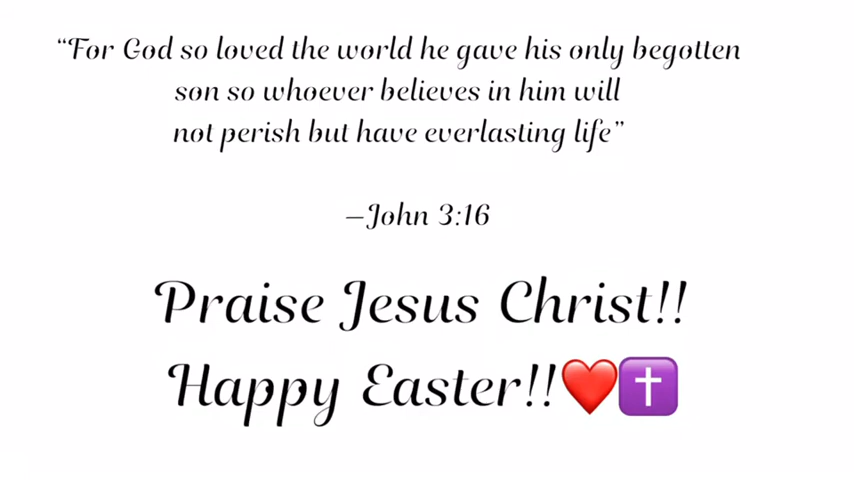 “For God so loved the world he gave his only begotten
son so whoever believes in him will
not perish but have everlasting life”
—John 3:16
Praise Jesus Christ!!
Happy Easter!!❤️✝️